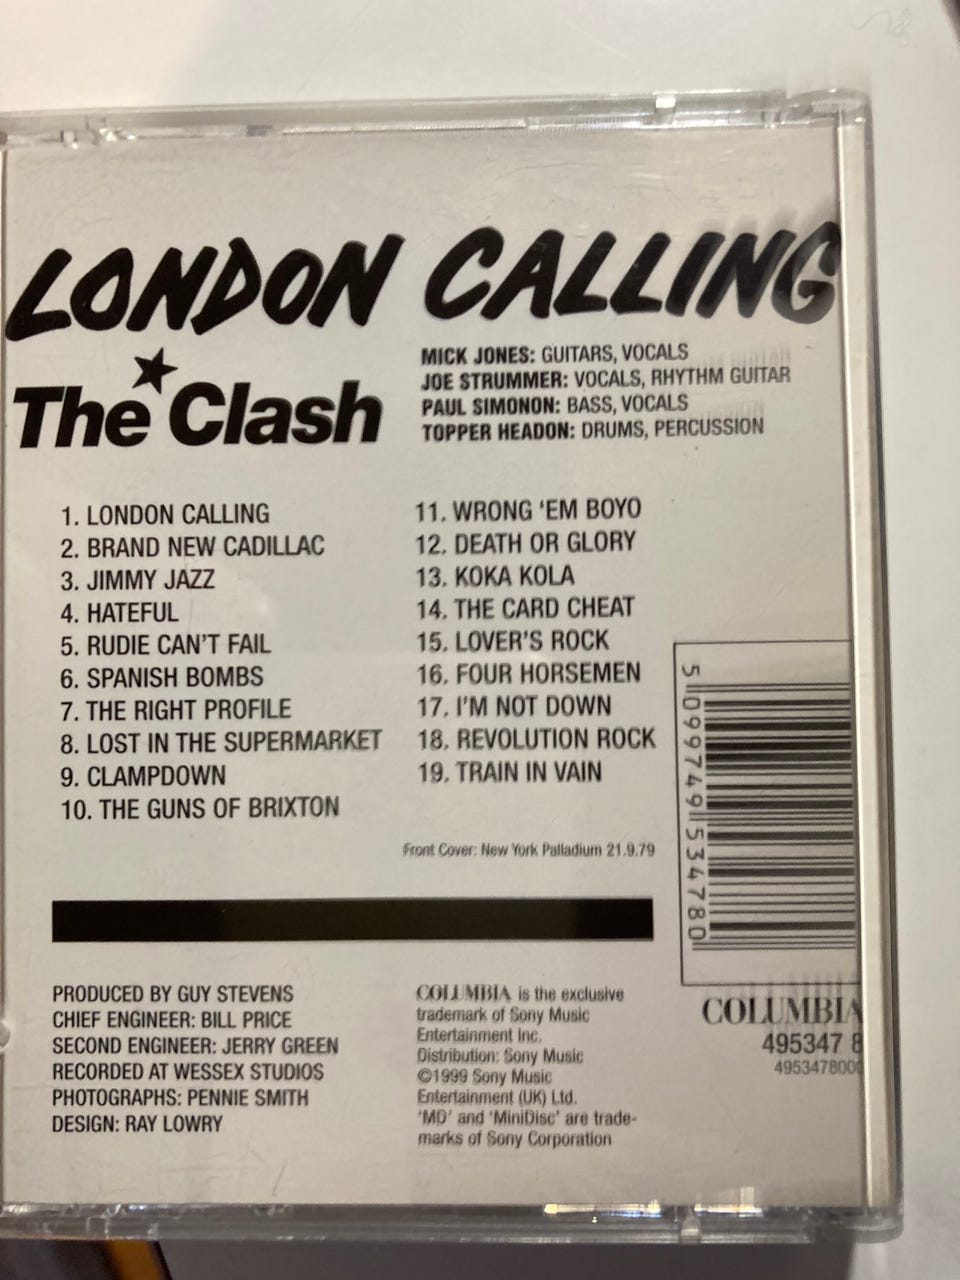 LONDON CALLING
The Clash
MICK JONES: GUITARS, VOCALS
JOE STRUMMER: VOCALS, RHYTHM GUITAR
PAUL SIMONON: BASS, VOCALS
TOPPER HEADON: DRUMS, PERCUSSION
1. LONDON CALLING
2. BRAND NEW CADILLAC
3. JIMMY JAZZ
4. HATEFUL
5. RUDIE CAN'T FAIL
6. SPANISH BOMBS
7. THE RIGHT PROFILE
8. LOST IN THE SUPERMARKET
9. CLAMPDOWN
10. THE GUNS OF BRIXTON
11. WRONG 'EM BOYO
12. DEATH OR GLORY
13. KOKA KOLA
14. THE CARD CHEAT
15. LOVER'S ROCK
16. FOUR HORSEMEN
17. I'M NOT DOWN
18. REVOLUTION ROCK
19. TRAIN IN VAIN
Front Cover: New York Palladium 21.9.79
5 099749 534780
PRODUCED BY GUY STEVENS
CHIEF ENGINEER: BILL PRICE
SECOND ENGINEER: JERRY GREEN
RECORDED AT WESSEX STUDIOS
PHOTOGRAPHS: PENNIE SMITH
DESIGN: RAY LOWRY
COLUMBIA is the exclusive
trademark of Sony Music
Entertainment Inc.
Distribution: Sony Music
©1999 Sony Music
Entertainment (UK) Ltd.
'MD' and 'MiniDisc' are trade-
marks of Sony Corporation
COLUMBIA
495347 8
4953478000